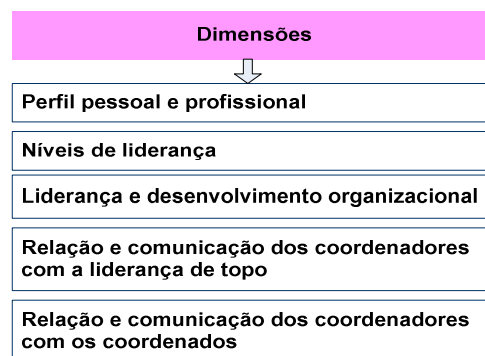 Dimensões
Perfil pessoal e profissional
Níveis de liderança
Liderança e desenvolvimento organizacional
Relação e comunicação dos coordenadores
com a liderança de topo
Relação e comunicação dos coordenadores
com os coordenados